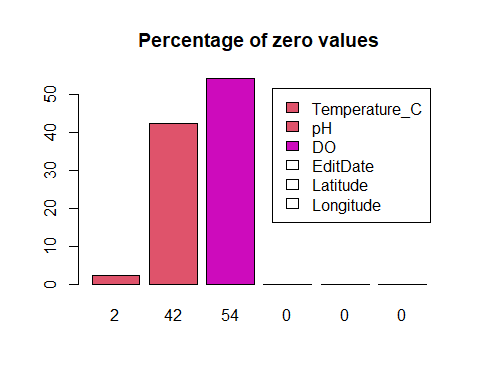 Percentage of zero values
50
40
30
20
10
0
Temperature_C
pH
DO
EditDate
Latitude
Longitude
2 42 54 0 0 0